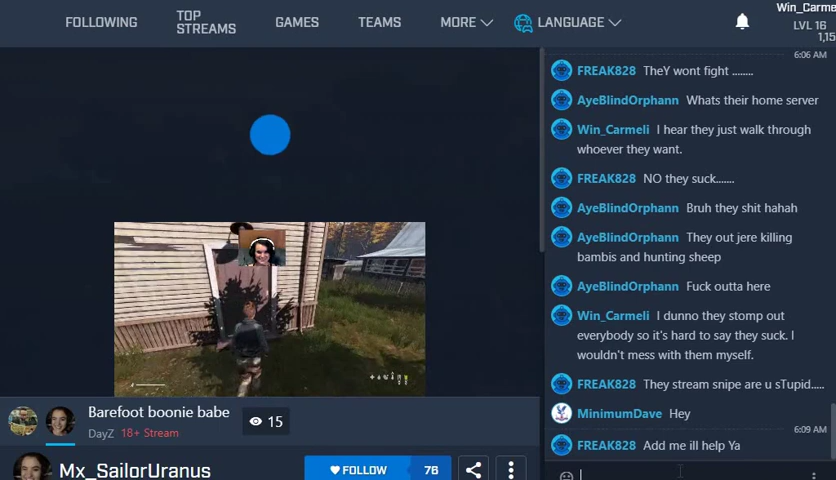 FOLLOWING
TOP
STREAMS
GAMES
TEAMS
MORE
LANGUAGE
Win_Carme
LVL 16
1,15
6:06 AM
FREAK828 TheY wont fight ........
AyeBlindOrphann Whats their home server
Win_Carmeli I hear they just walk through
whoever they want.
FREAK828 NO they suck.......
AyeBlindOrphann Bruh they shit hahah
AyeBlindOrphann They out jere killing
bambis and hunting sheep
AyeBlindOrphann Fuck outta here
Win_Carmeli I dunno they stomp out
everybody so it's hard to say they suck. I
wouldn't mess with them myself.
FREAK828 They stream snipe are u sTupid.....
MinimumDave Hey
6:09 AM
FREAK828 Add me ill help Ya
Barefoot boonie babe
15
DayZ 18+ Stream
Mx_SailorUranus
FOLLOW 76